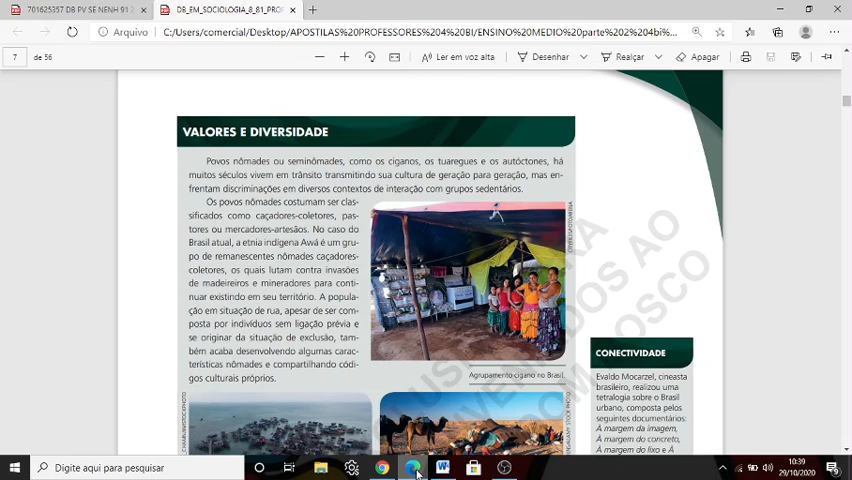 701625357 DB PV SE NENH 91 2
DB_EM_SOCIOLOGIA_8_81_PROF
Arquivo
C:/Users/comercial/Desktop/APOSTILAS%20PROFESSORES%204%20BI/ENSINO%20MEDIO%20parte%202%204%20bi%...
7
de 56
Ler em voz alta
Desenhar
Realçar
Apagar
VALORES E DIVERSIDADE
Povos nômades ou seminômades, como os ciganos, os tuaregues e os autóctones, há
muitos séculos vivem em trânsito transmitindo sua cultura de geração para geração, mas en-
frentam discriminações em diversos contextos de interação com grupos sedentários.
Os povos nômades costumam ser clas-
sificados como caçadores-coletores, pas-
tores ou mercadores-artesãos. No caso do
Brasil atual, a etnia indígena Awá é um gru-
po de remanescentes nômades caçadores-
coletores, os quais lutam contra invasões
de madeireiros e mineradores para conti-
nuar existindo em seu território. A popula-
ção em situação de rua, apesar de ser com-
posta por indivíduos sem ligação prévia e
se originar da situação de exclusão, tam-
bém acaba desenvolvendo algumas carac-
terísticas nômades e compartilhando códi-
gos culturais próprios.
Agrupamento cigano no Brasil.
CONECTIVIDADE
Evaldo Mocarzel, cineasta
brasileiro, realizou uma
tetralogia sobre o Brasil
urbano, composta pelos
seguintes documentários:
À margem da imagem,
À margem do concreto,
À margem do lixo e À
Digite aqui para pesquisar
10:39
29/10/2020